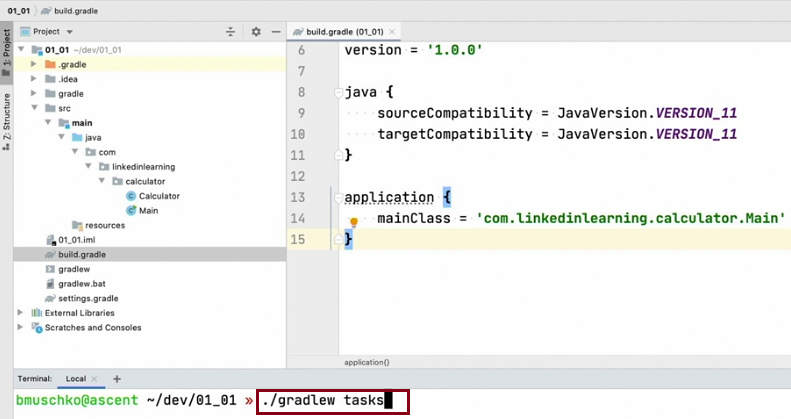 01_01 › build.gradle
1: Project
Z: Structure
Project
01_01 ~/dev/01_01
.gradle
.idea
gradle
src
main
java
com
linkedinlearning
calculator
Calculator
Main
resources
01_01.iml
build.gradle
gradlew
gradlew.bat
settings.gradle
External Libraries
Scratches and Consoles
build.gradle (01_01) ×
6 version = '1.0.0'
7
8 java {
9 sourceCompatibility = JavaVersion.VERSION_11
10 targetCompatibility = JavaVersion.VERSION_11
11 }
12
13 application {
14 mainClass = 'com.linkedinlearning.calculator.Main'
15 }
application{}
Terminal: Local × +
bmuschko@ascent ~/dev/01_01 » ./gradlew tasks